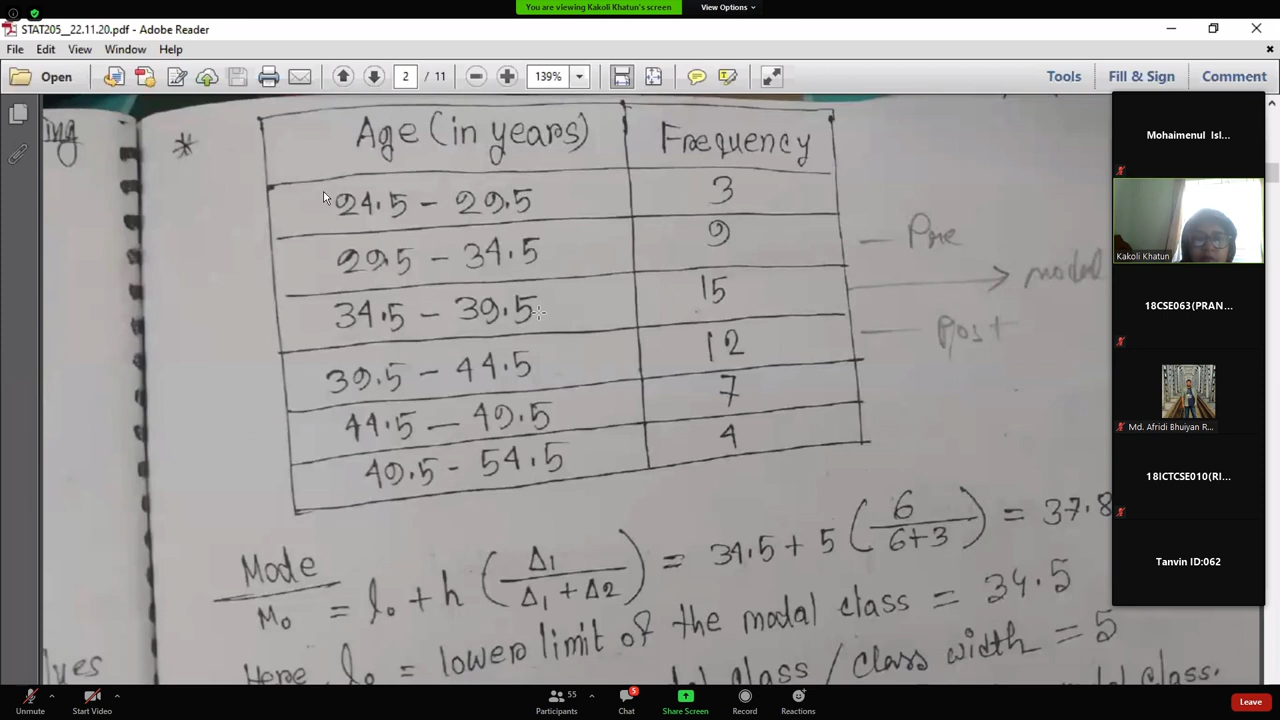 You are viewing Kakoli Khatun's screen View Options
STAT205__22.11.20.pdf - Adobe Reader
File Edit View Window Help
Open 2 / 11 139% Tools Fill & Sign Comment
ing
* Age (in years) Frequency
24.5 - 29.5 3
29.5 - 34.5 9 - Pre
34.5 - 39.5 15 → modal
39.5 - 44.5 12 - Post
44.5 - 49.5 7
49.5 - 54.5 4
Mode
M₀ = l₀ + h (Δ1 / Δ1 + Δ2) = 34.5 + 5 (6 / 6+3) = 37.8
Here, l₀ = lower limit of the modal class = 34.5
modal class / class width = 5
modal class.
lves
Mohaimenul Isl...
Kakoli Khatun
18CSE063(PRAN...
Md. Afridi Bhuiyan R...
18ICTCSE010(RI...
Tanvin ID:062
Unmute
Start Video
55
Participants
5
Chat
Share Screen
Record
Reactions
Leave